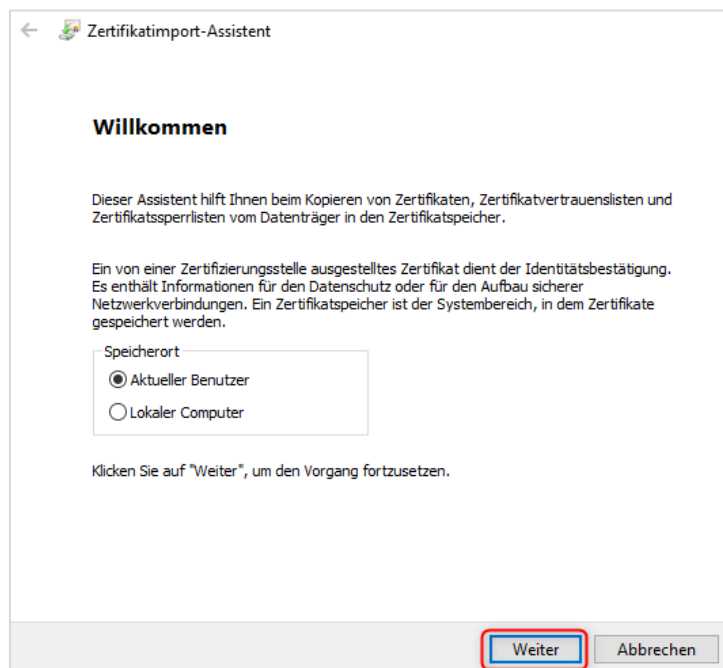 Zertifikatimport-Assistent
Willkommen
Dieser Assistent hilft Ihnen beim Kopieren von Zertifikaten, Zertifikatvertrauenslisten und
Zertifikatssperrlisten vom Datenträger in den Zertifikatspeicher.
Ein von einer Zertifizierungsstelle ausgestelltes Zertifikat dient der Identitätsbestätigung.
Es enthält Informationen für den Datenschutz oder für den Aufbau sicherer
Netzwerkverbindungen. Ein Zertifikatspeicher ist der Systembereich, in dem Zertifikate
gespeichert werden.
Speicherort
Aktueller Benutzer
Lokaler Computer
Klicken Sie auf "Weiter", um den Vorgang fortzusetzen.
Weiter
Abbrechen